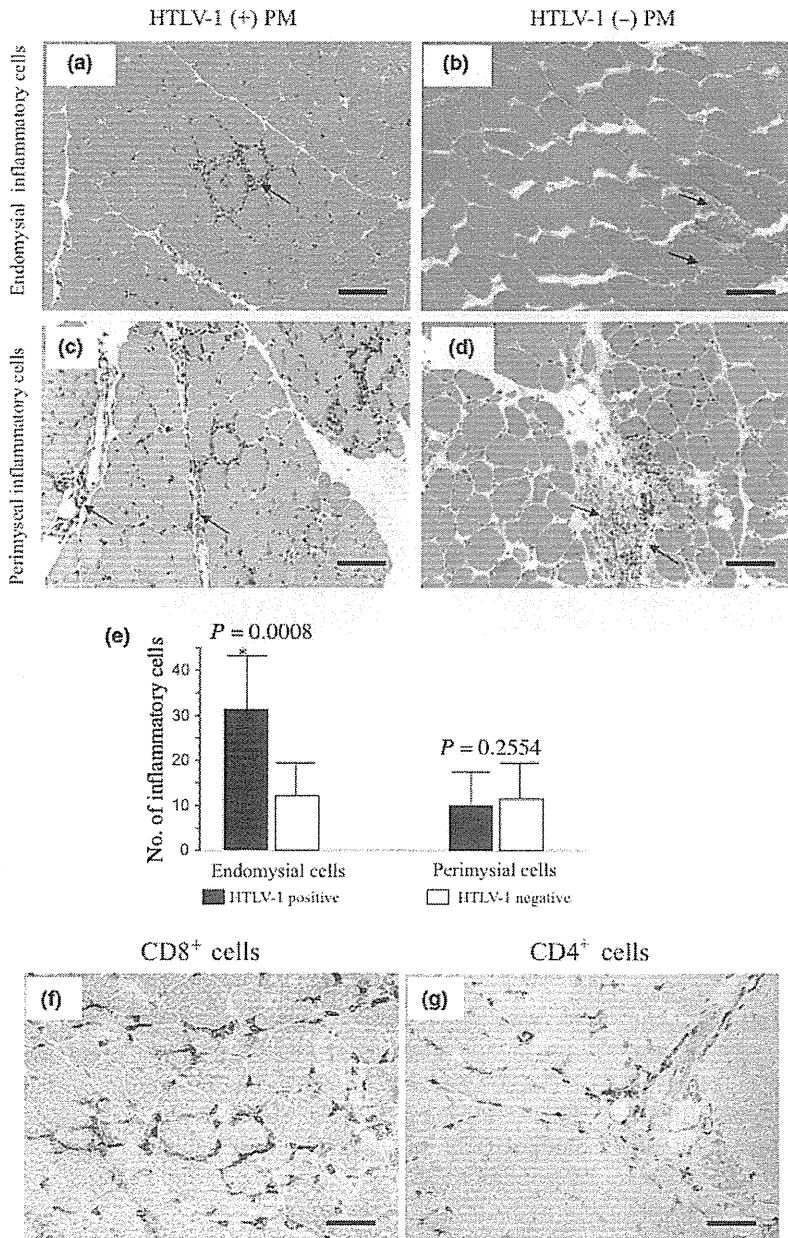 HTLV-1 (+) PM
HTLV-1 (−) PM
Endomysial inflammatory cells
(a)
(b)
Perimyseal inflammatory cells
(c)
(d)
(e)
P = 0.0008
*
P = 0.2554
No. of inflammatory cells
40
30
20
10
0
Endomysial cells
Perimysial cells
HTLV-1 positive
HTLV-1 negative
CD8+ cells
CD4+ cells
(f)
(g)